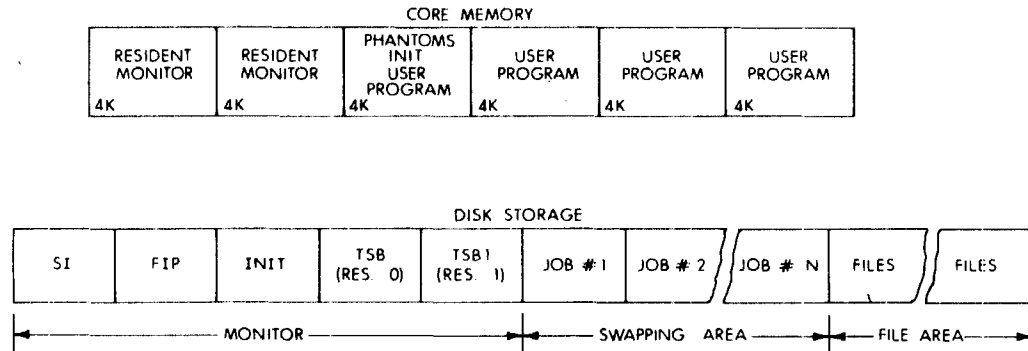 CORE MEMORY
RESIDENT
MONITOR
4K
RESIDENT
MONITOR
4K
PHANTOMS
INIT
USER
PROGRAM
4K
USER
PROGRAM
4K
USER
PROGRAM
4K
USER
PROGRAM
4K
DISK STORAGE
SI
FIP
INIT
TSB
(RES. 0)
TSB1
(RES. 1)
JOB #1
JOB # 2
JOB # N
FILES
FILES
MONITOR
SWAPPING AREA
FILE AREA